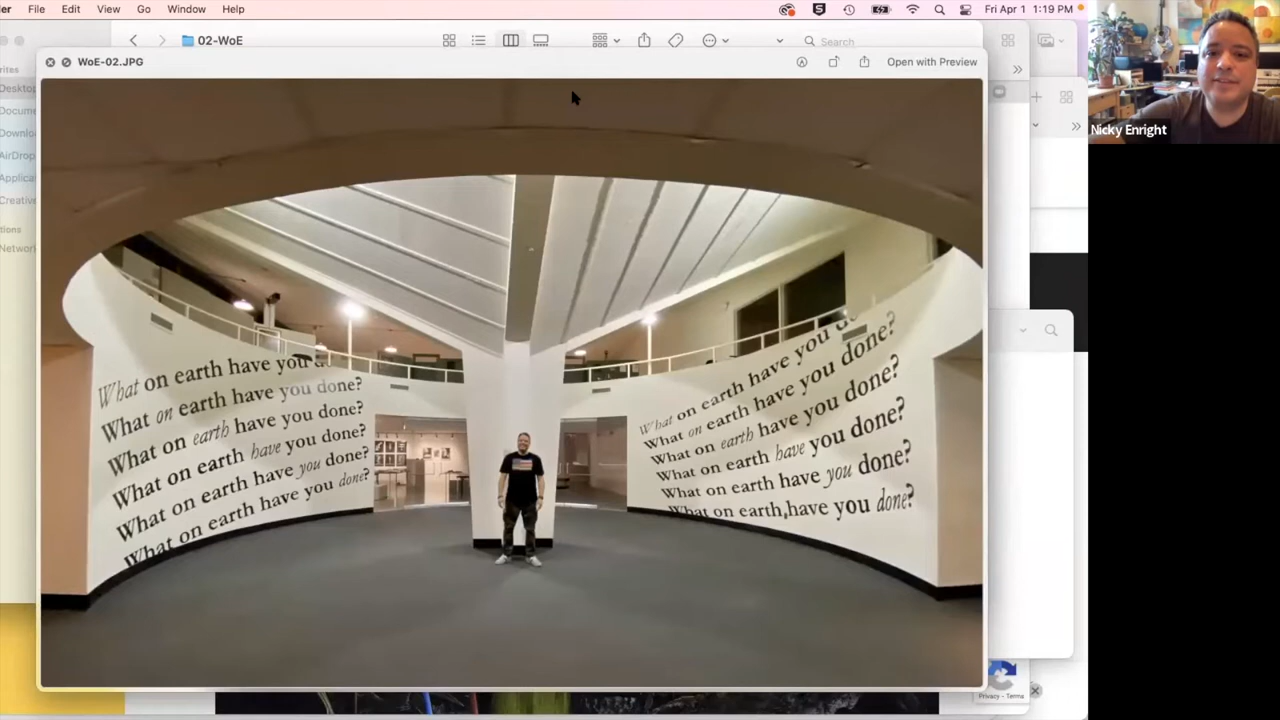 File Edit View Go Window Help Fri Apr 1 1:19 PM
02-WoE Search
WoE-02.JPG Open with Preview
Nicky Enright
What on earth have you
What on earth have you done?
What on earth have you done?
What on earth have you done?
What on earth have you done?
What on earth have you done?
What on earth have you
What on earth have you done?
What on earth have you done?
What on earth have you done?
What on earth have you done?
What on earth,have you done?
Privacy - Terms